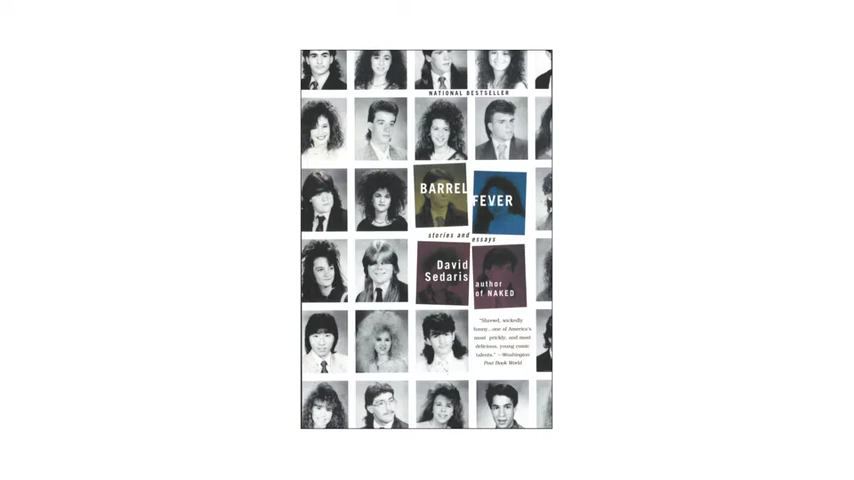 NATIONAL BESTSELLER
BARREL
FEVER
stories and
essays
David
Sedaris
author
of NAKED
"Shrewd, wickedly
funny...one of America's
most prickly, and most
delicious, young comic
talents." —Washington
Post Book World